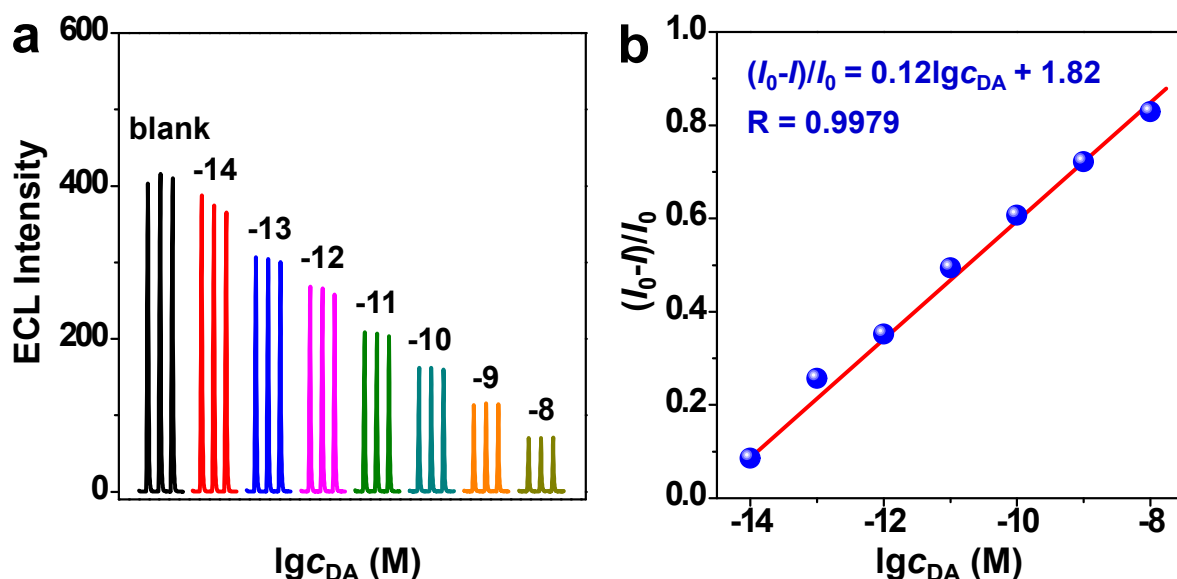 a
600
400
200
0
ECL Intensity
blank
-14
-13
-12
-11
-10
-9
-8
lgcDA (M)
b
1.0
0.8
0.6
0.4
0.2
0.0
(I0-I)/I0
(I0-I)/I0 = 0.12lgcDA + 1.82
R = 0.9979
-14 -12 -10 -8
lgcDA (M)